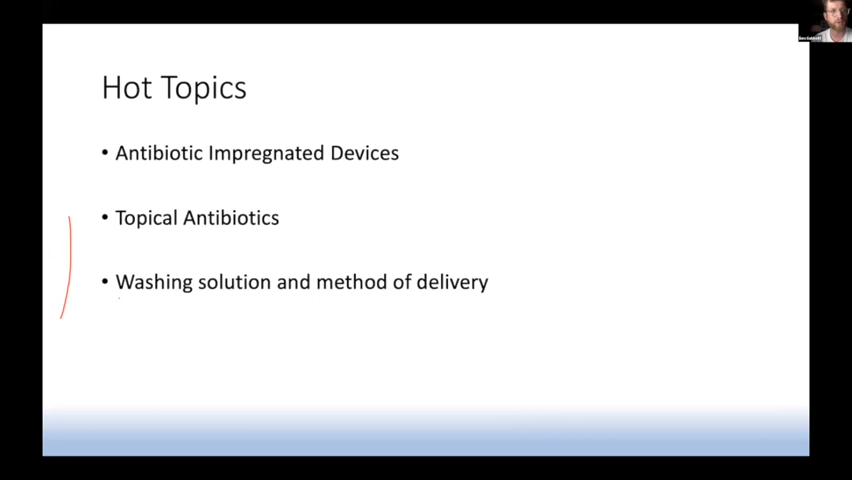 Hot Topics
• Antibiotic Impregnated Devices
• Topical Antibiotics
• Washing solution and method of delivery